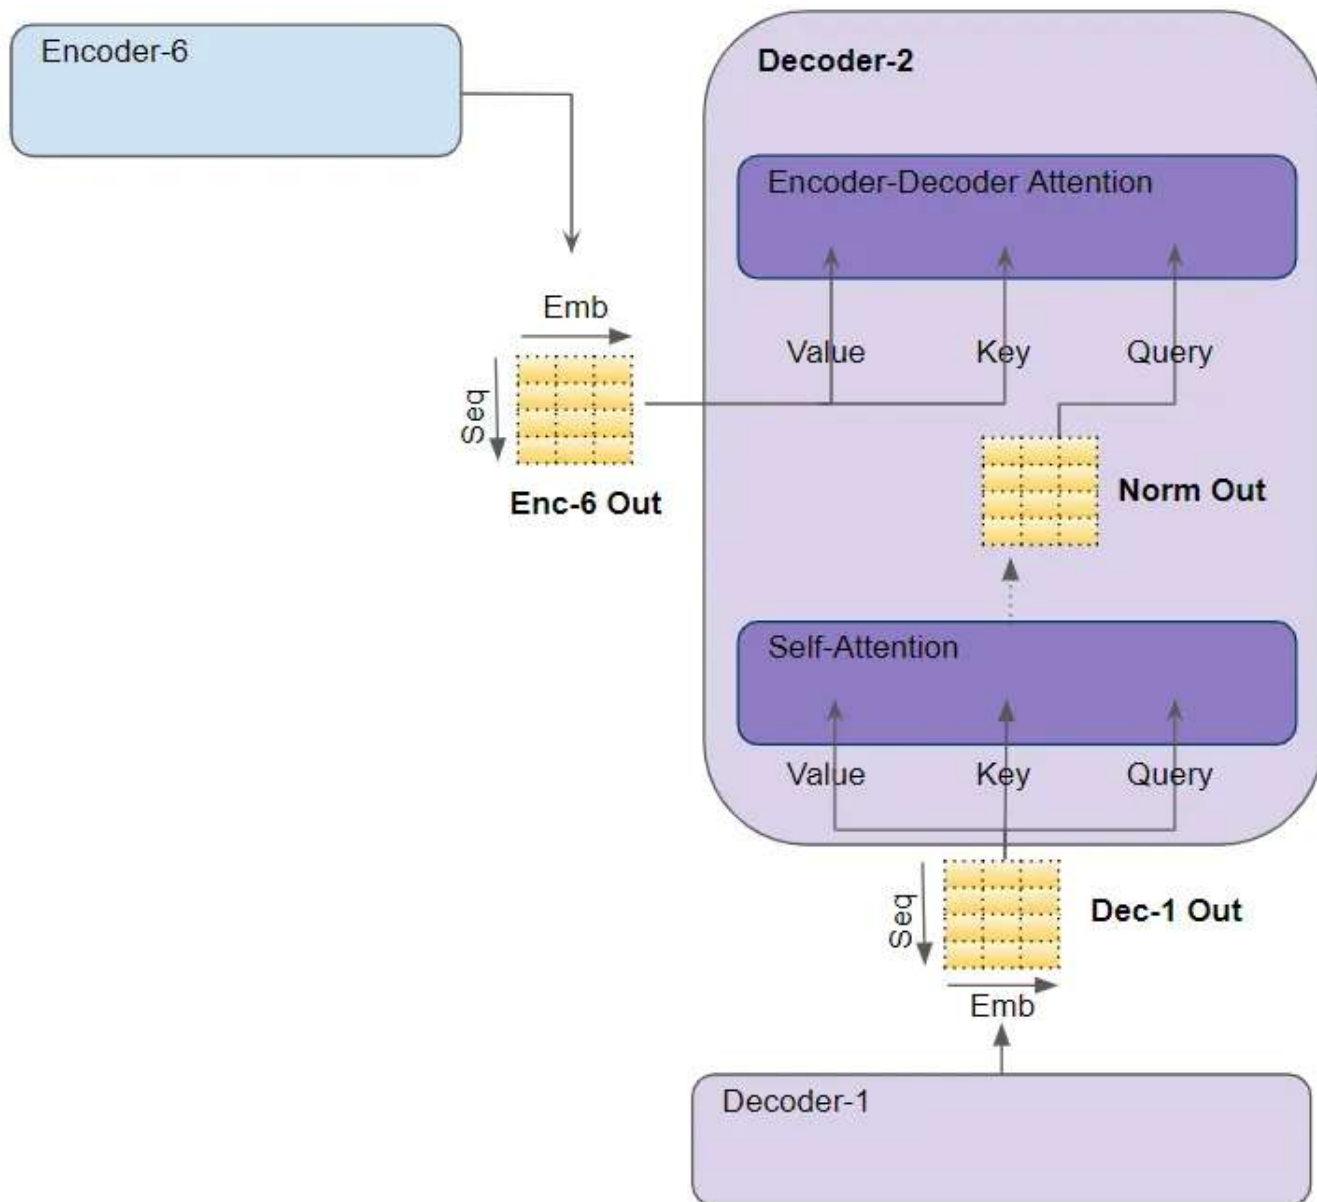 Encoder-6
Decoder-2
Encoder-Decoder Attention
Emb
Value
Key
Query
Seq
Enc-6 Out
Norm Out
Self-Attention
Value
Key
Query
Seq
Dec-1 Out
Emb
Decoder-1